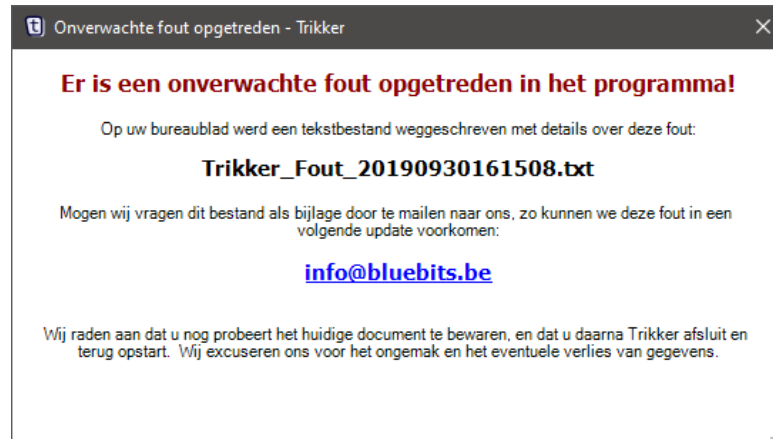 Onverwachte fout opgetreden - Trikker
Er is een onverwachte fout opgetreden in het programma!
Op uw bureaublad werd een tekstbestand weggeschreven met details over deze fout:
Trikker_Fout_20190930161508.txt
Mogen wij vragen dit bestand als bijlage door te mailen naar ons, zo kunnen we deze fout in een
volgende update voorkomen:
info@bluebits.be
Wij raden aan dat u nog probeert het huidige document te bewaren, en dat u daarna Trikker afsluit en
terug opstart.  Wij excuseren ons voor het ongemak en het eventuele verlies van gegevens.